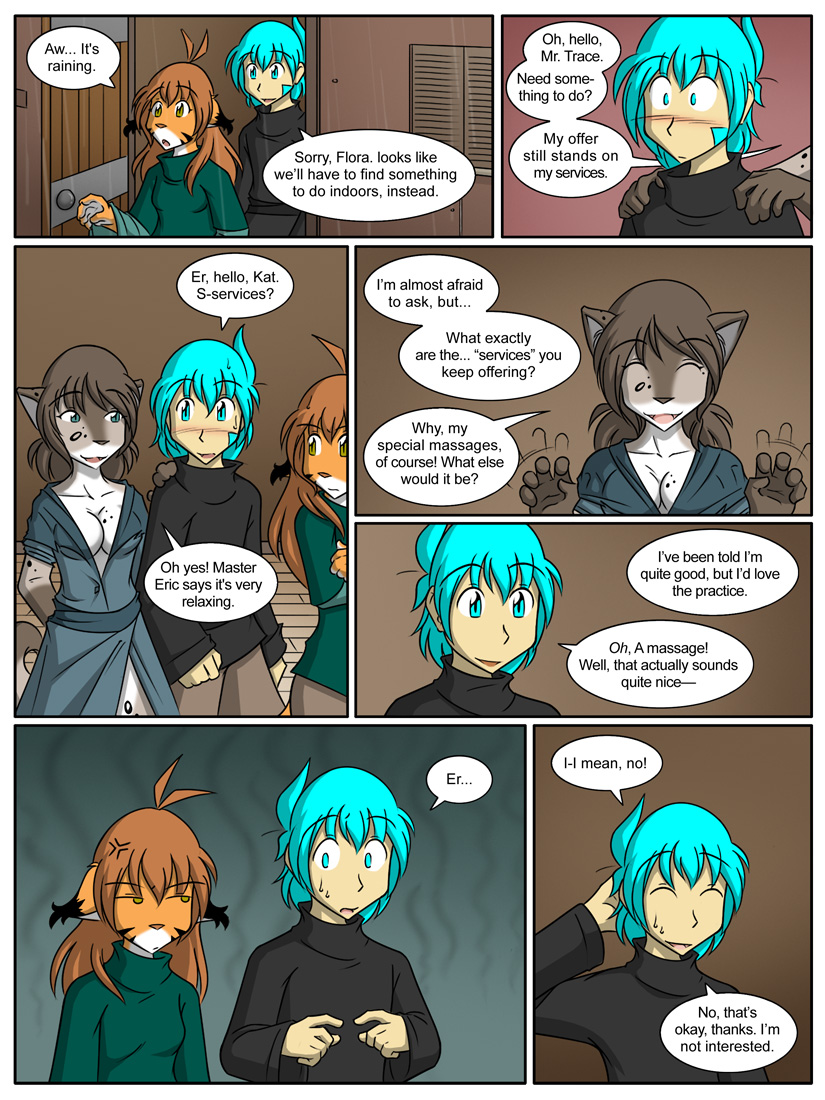 Aw... It's
raining.
Sorry, Flora. looks like
we'll have to find something
to do indoors, instead.
Oh, hello,
Mr. Trace.
Need some-
thing to do?
My offer
still stands on
my services.
Er, hello, Kat.
S-services?
Oh yes! Master
Eric says it's very
relaxing.
I'm almost afraid
to ask, but...
What exactly
are the... “services” you
keep offering?
Why, my
special massages,
of course! What else
would it be?
I've been told I'm
quite good, but I'd love
the practice.
Oh, A massage!
Well, that actually sounds
quite nice—
Er...
I-I mean, no!
No, that's
okay, thanks. I'm
not interested.